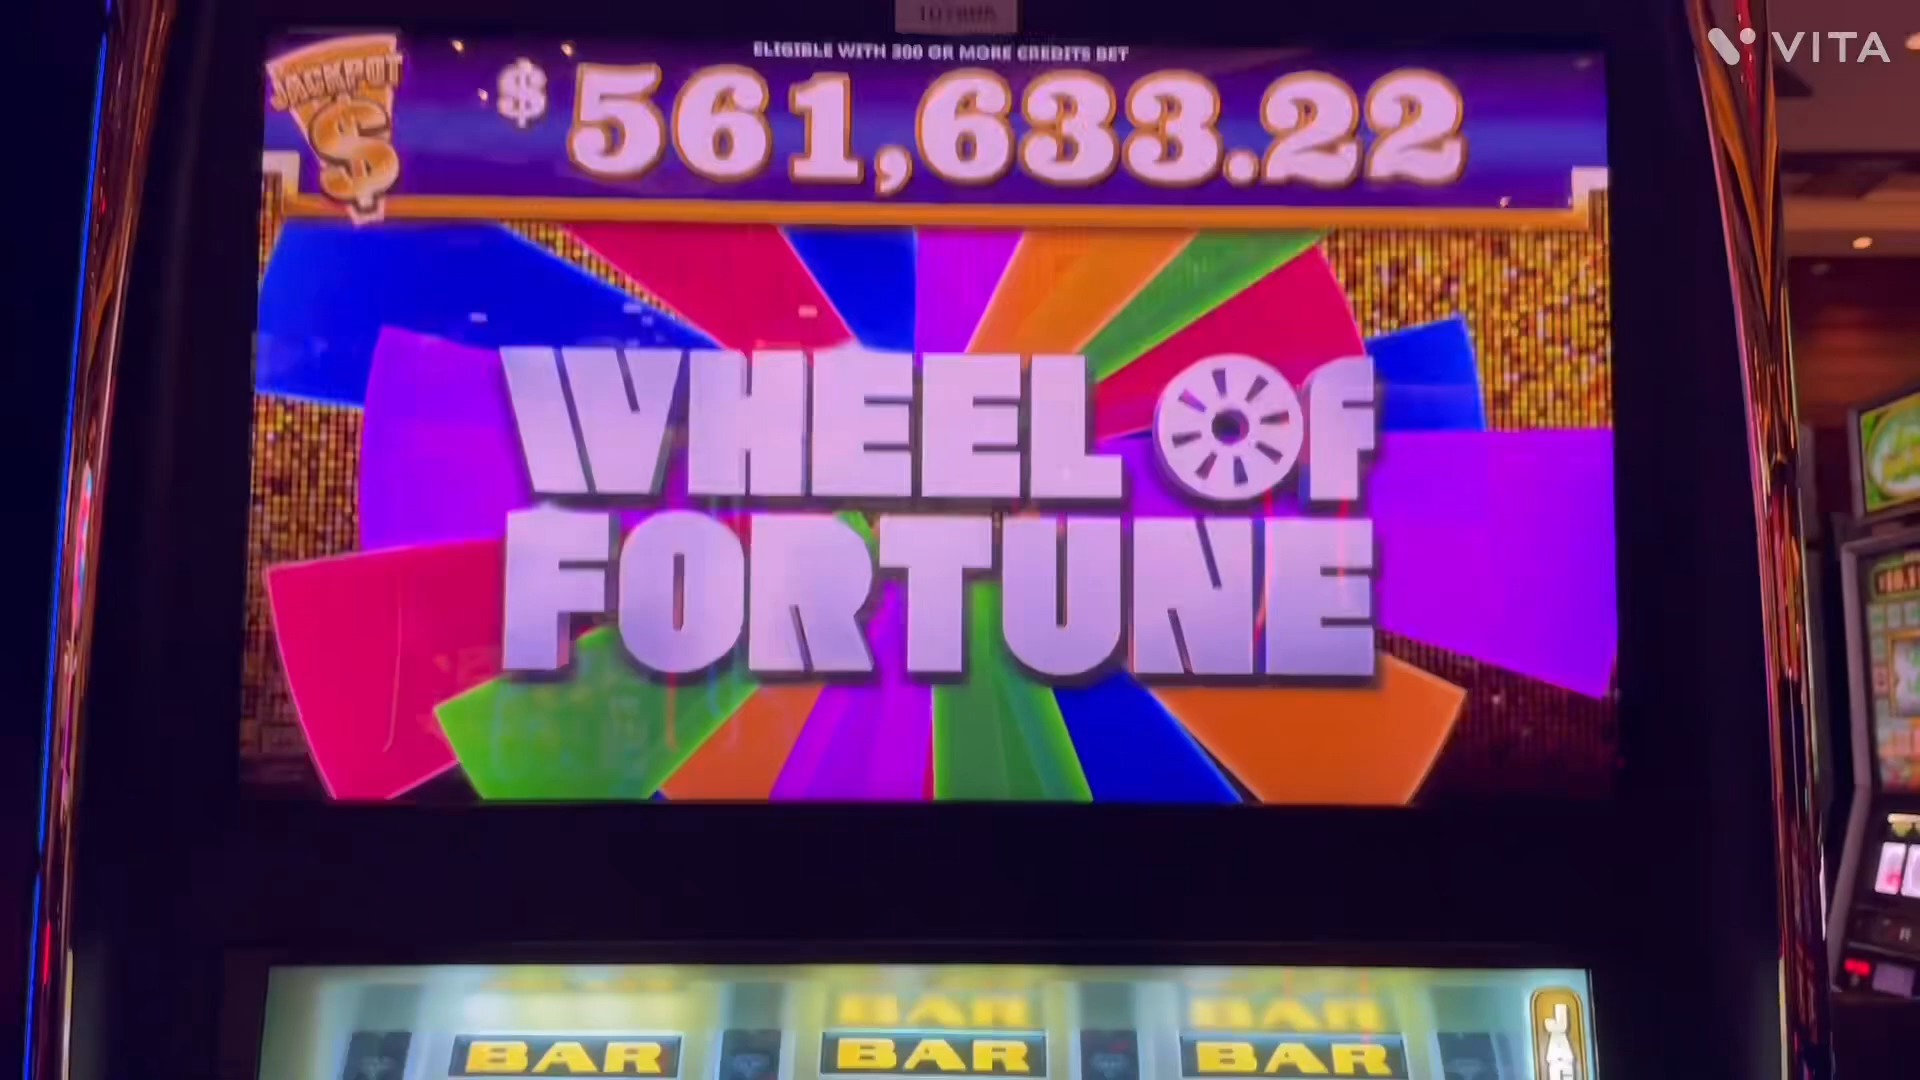 ELIGIBLE WITH 300 OR MORE CREDITS BET
JACKPOT
$
$561,633.22
VITA
WHEEL OF
FORTUNE
BAR BAR
BAR BAR BAR